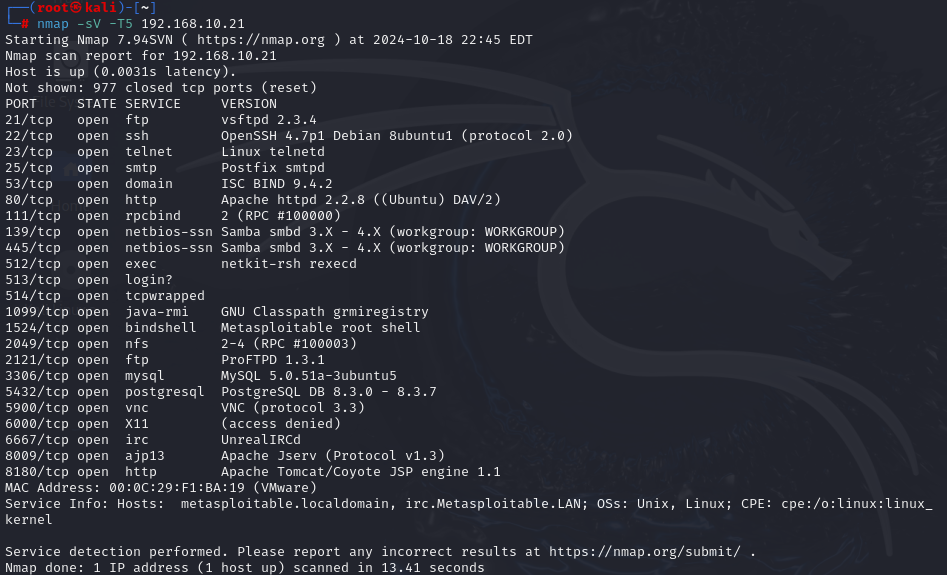 ┌──(root㉿kali)-[~]
└─# nmap -sV -T5 192.168.10.21
Starting Nmap 7.94SVN ( https://nmap.org ) at 2024-10-18 22:45 EDT
Nmap scan report for 192.168.10.21
Host is up (0.0031s latency).
Not shown: 977 closed tcp ports (reset)
PORT     STATE SERVICE     VERSION
21/tcp   open  ftp         vsftpd 2.3.4
22/tcp   open  ssh         OpenSSH 4.7p1 Debian 8ubuntu1 (protocol 2.0)
23/tcp   open  telnet      Linux telnetd
25/tcp   open  smtp        Postfix smtpd
53/tcp   open  domain      ISC BIND 9.4.2
80/tcp   open  http        Apache httpd 2.2.8 ((Ubuntu) DAV/2)
111/tcp  open  rpcbind     2 (RPC #100000)
139/tcp  open  netbios-ssn Samba smbd 3.X - 4.X (workgroup: WORKGROUP)
445/tcp  open  netbios-ssn Samba smbd 3.X - 4.X (workgroup: WORKGROUP)
512/tcp  open  exec        netkit-rsh rexecd
513/tcp  open  login?
514/tcp  open  tcpwrapped
1099/tcp open  java-rmi    GNU Classpath grmiregistry
1524/tcp open  bindshell   Metasploitable root shell
2049/tcp open  nfs         2-4 (RPC #100003)
2121/tcp open  ftp         ProFTPD 1.3.1
3306/tcp open  mysql       MySQL 5.0.51a-3ubuntu5
5432/tcp open  postgresql  PostgreSQL DB 8.3.0 - 8.3.7
5900/tcp open  vnc         VNC (protocol 3.3)
6000/tcp open  X11         (access denied)
6667/tcp open  irc         UnrealIRCd
8009/tcp open  ajp13       Apache Jserv (Protocol v1.3)
8180/tcp open  http        Apache Tomcat/Coyote JSP engine 1.1
MAC Address: 00:0C:29:F1:BA:19 (VMware)
Service Info: Hosts:  metasploitable.localdomain, irc.Metasploitable.LAN; OSs: Unix, Linux; CPE: cpe:/o:linux:linux_
kernel

Service detection performed. Please report any incorrect results at https://nmap.org/submit/ .
Nmap done: 1 IP address (1 host up) scanned in 13.41 seconds